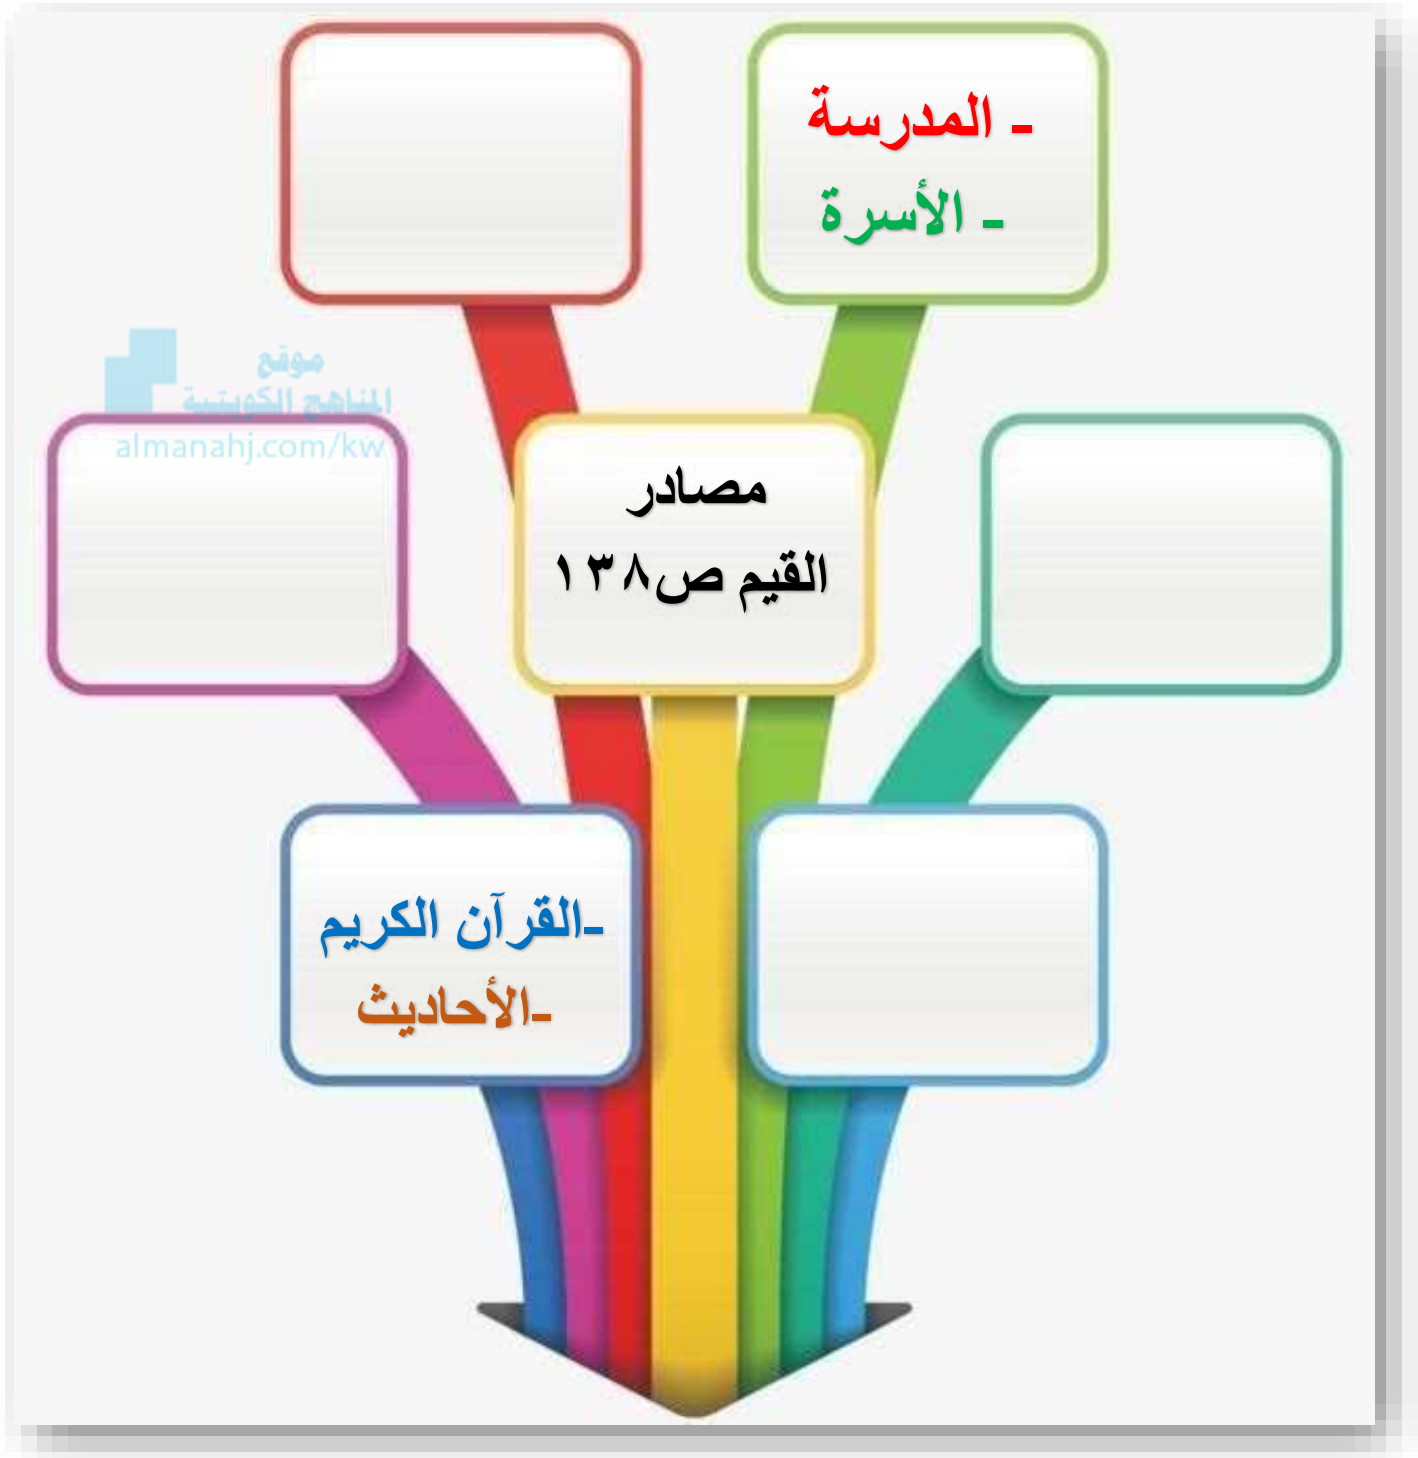 - المدرسة
- الأسرة
موقع
المناهج الكويتية
almanahj.com/kw
مصادر
القيم ص١٣٨
-القرآن الكريم
-الأحاديث